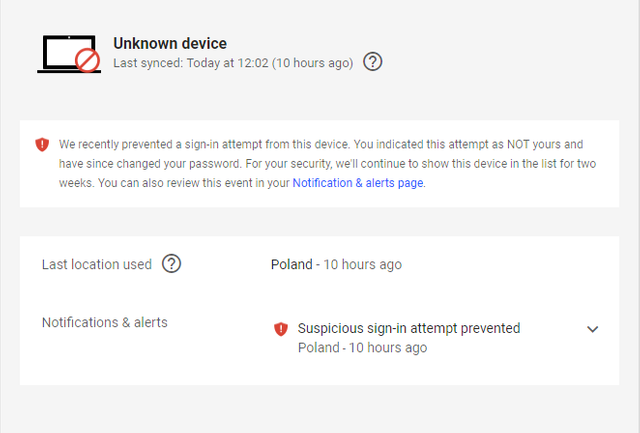 Unknown device
Last synced: Today at 12:02 (10 hours ago) ?
We recently prevented a sign-in attempt from this device. You indicated this attempt as NOT yours and
have since changed your password. For your security, we'll continue to show this device in the list for two
weeks. You can also review this event in your Notification & alerts page.
Last location used ? Poland - 10 hours ago
Notifications & alerts Suspicious sign-in attempt prevented
Poland - 10 hours ago